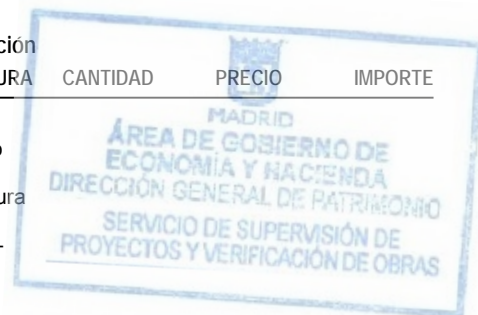 ción
URA CANTIDAD PRECIO IMPORTE
MADRID
ÁREA DE GOBIERNO DE
ECONOMÍA Y HACIENDA
DIRECCIÓN GENERAL DE PATRIMONIO
ura
SERVICIO DE SUPERVISIÓN DE
PROYECTOS Y VERIFICACIÓN DE OBRAS